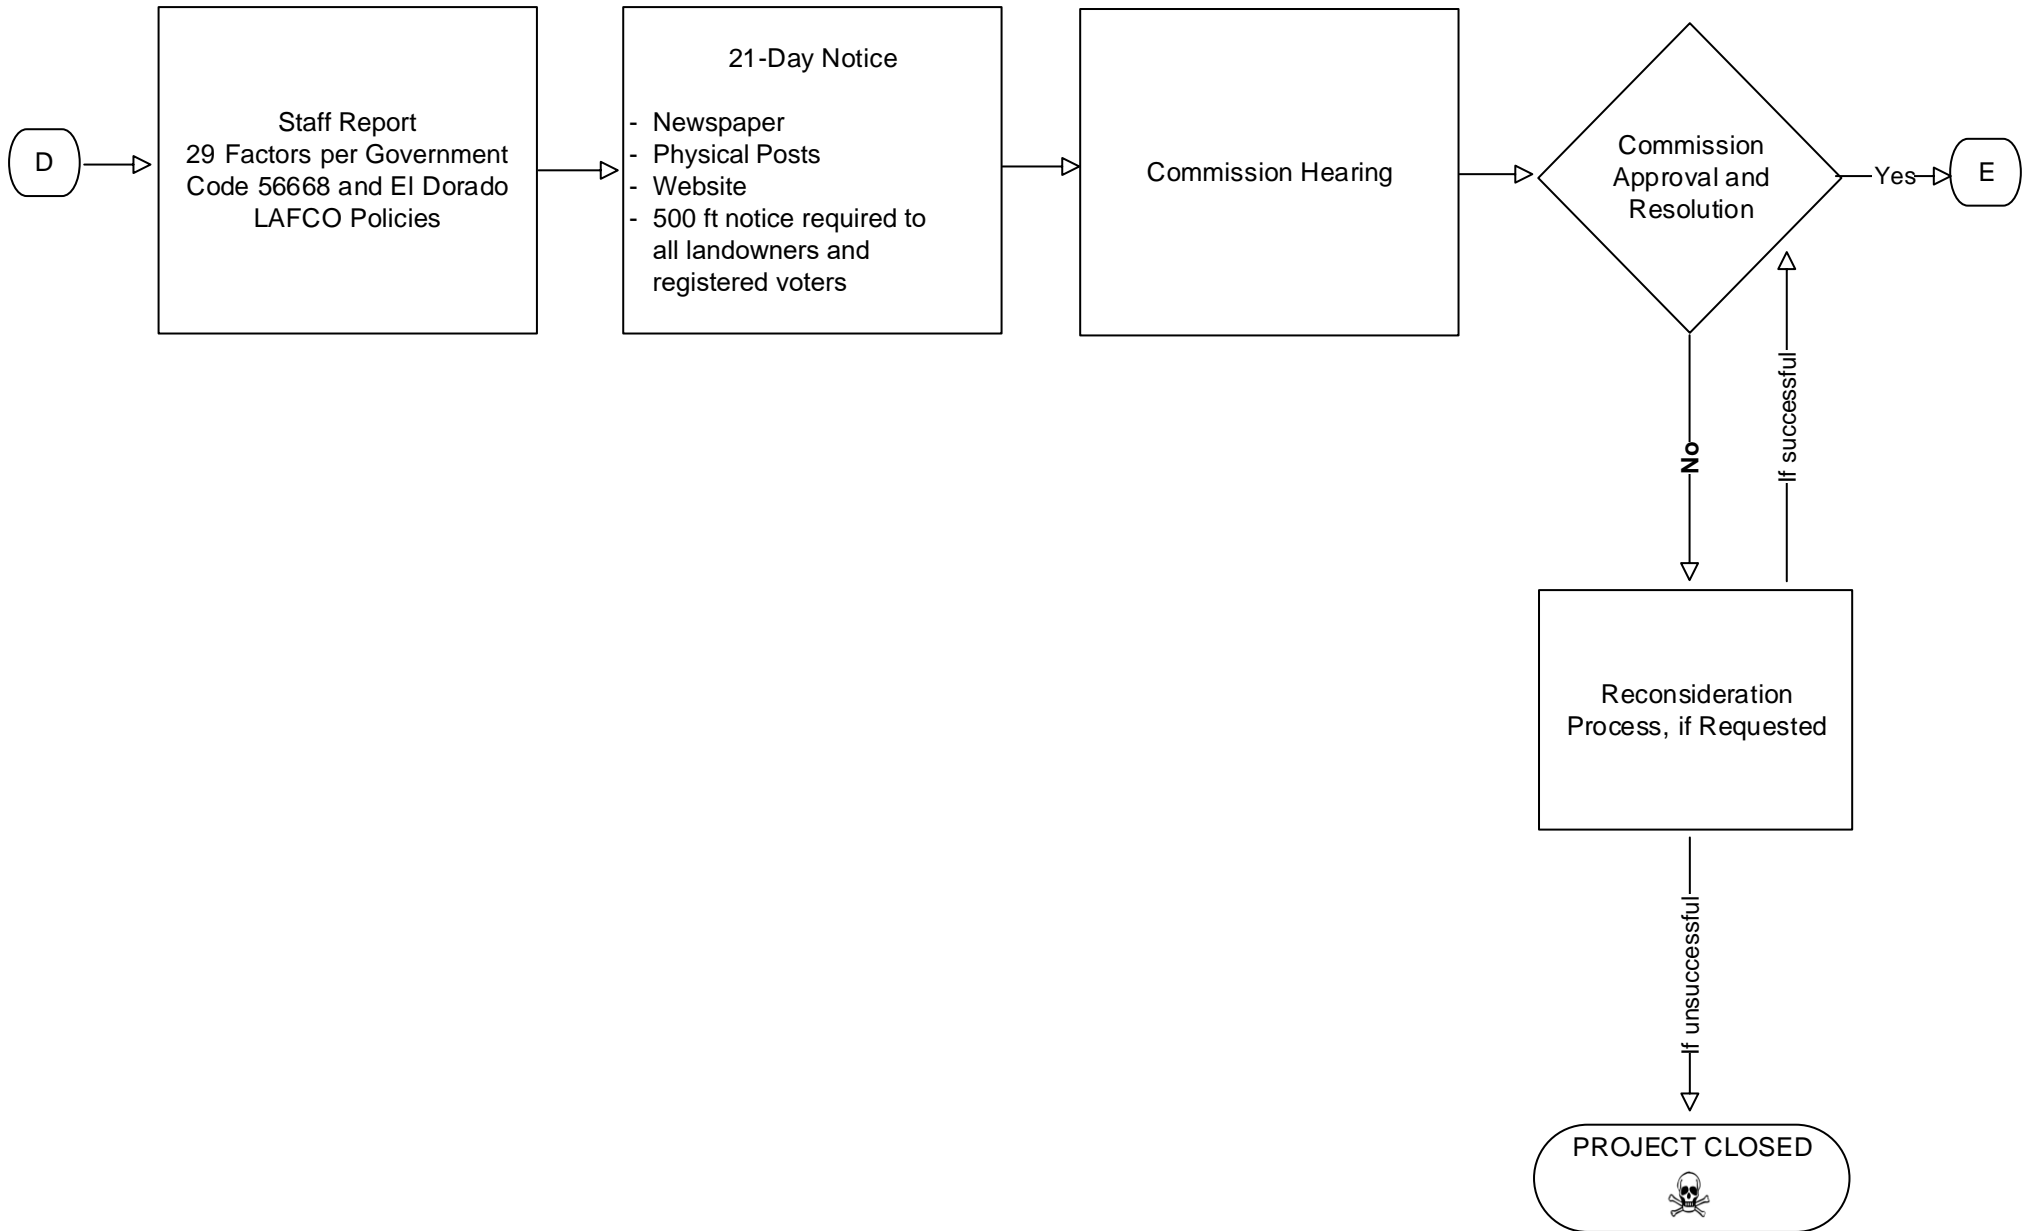 D
Staff Report
29 Factors per Government
Code 56668 and El Dorado
LAFCO Policies
21-Day Notice
- Newspaper
- Physical Posts
- Website
- 500 ft notice required to
all landowners and
registered voters
Commission Hearing
Commission
Approval and
Resolution
Yes
E
No
If successful
Reconsideration
Process, if Requested
If unsuccessful
PROJECT CLOSED